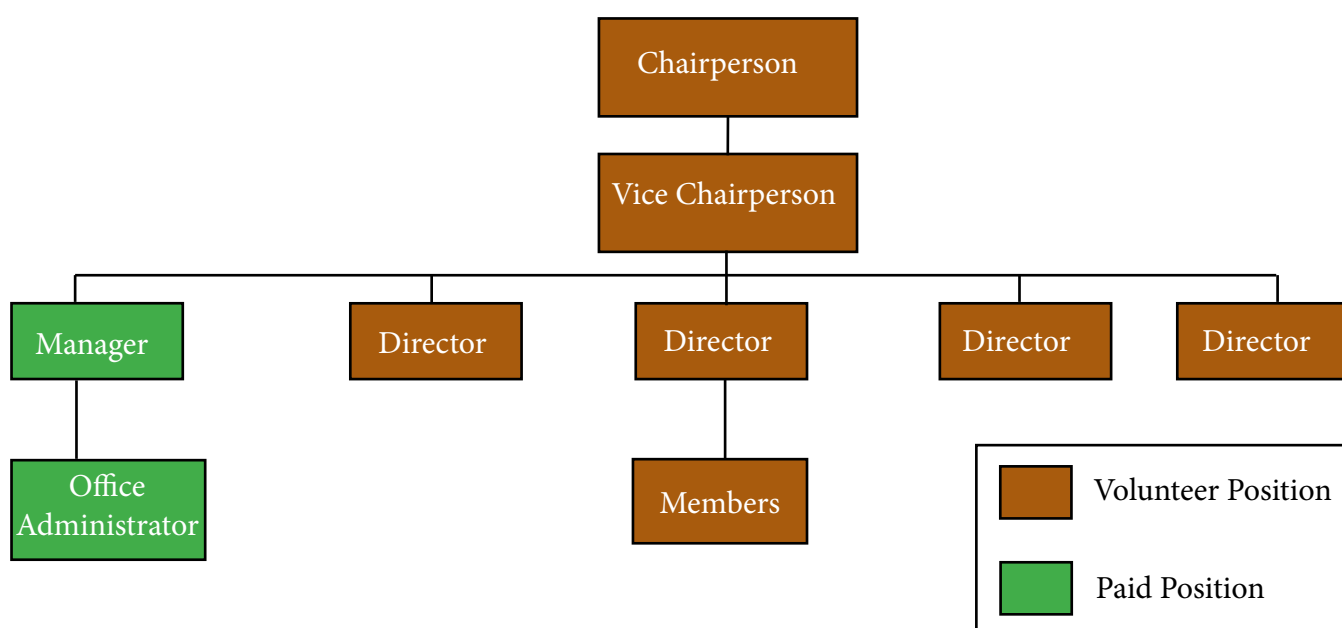 Chairperson
Vice Chairperson
Manager
Director
Director
Director
Director
Office
Administrator
Members
Volunteer Position
Paid Position